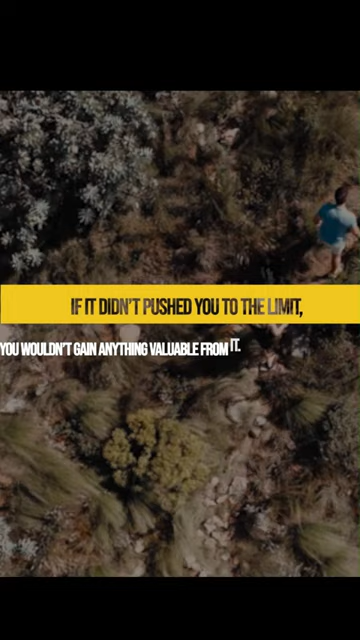 IF IT DIDN'T PUSHED YOU TO THE LIMIT,
YOU WOULDN'T GAIN ANYTHING VALUABLE FROM IT.